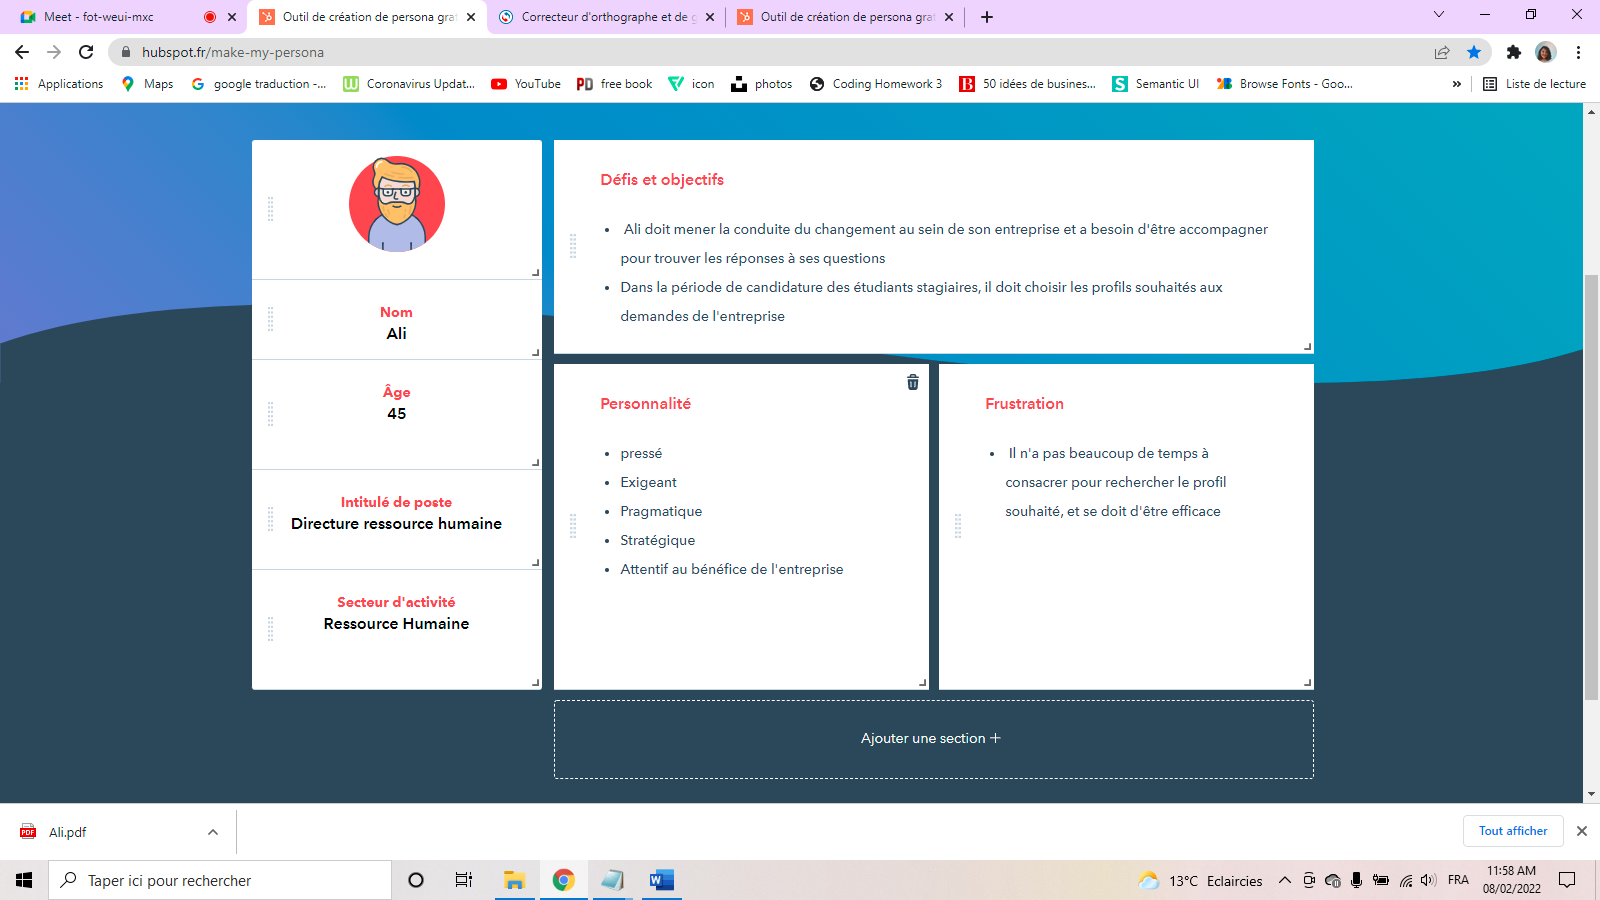 Meet - fot-weui-mxc
Outil de création de persona gra
Correcteur d'orthographe et de g
Outil de création de persona gra
hubspot.fr/make-my-persona
Applications
Maps
google traduction -...
Coronavirus Updat...
YouTube
free book
icon
photos
Coding Homework 3
50 idées de busines...
Semantic UI
Browse Fonts - Goo...
»
Liste de lecture
Nom
Ali
Âge
45
Intitulé de poste
Directure ressource humaine
Secteur d'activité
Ressource Humaine
Défis et objectifs
• Ali doit mener la conduite du changement au sein de son entreprise et a besoin d'être accompagner
pour trouver les réponses à ses questions
• Dans la période de candidature des étudiants stagiaires, il doit choisir les profils souhaités aux
demandes de l'entreprise
Personnalité
• pressé
• Exigeant
• Pragmatique
• Stratégique
• Attentif au bénéfice de l'entreprise
Frustration
• Il n'a pas beaucoup de temps à
consacrer pour rechercher le profil
souhaité, et se doit d'être efficace
Ajouter une section +
Ali.pdf
Tout afficher
Taper ici pour rechercher
13°C Eclaircies
FRA
11:58 AM
08/02/2022